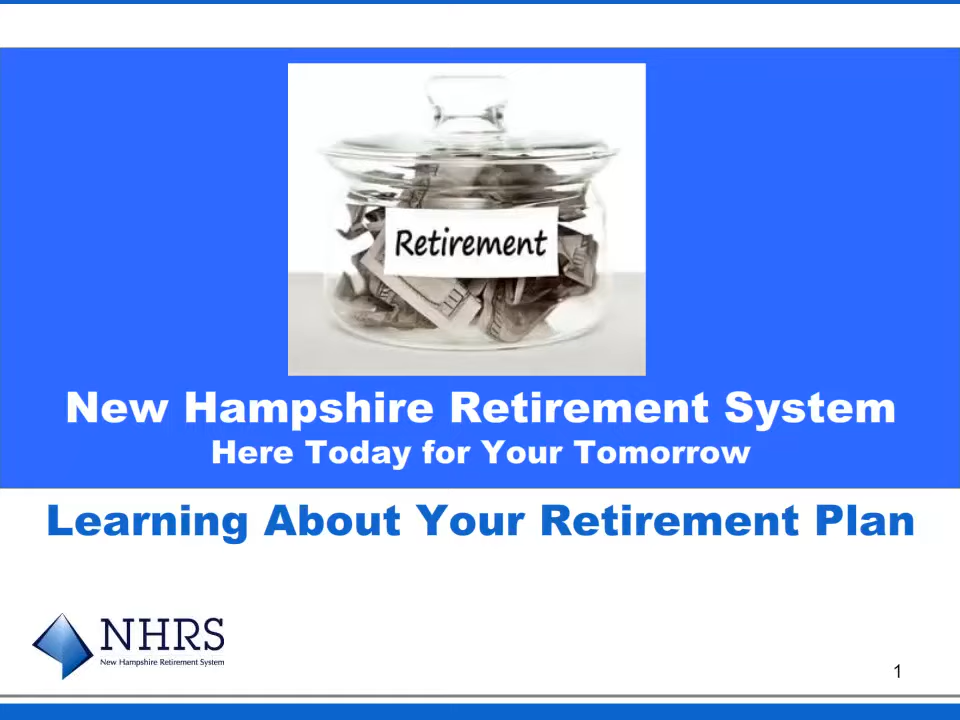 Retirement
New Hampshire Retirement System
Here Today for Your Tomorrow
Learning About Your Retirement Plan
NHRS
New Hampshire Retirement System
1